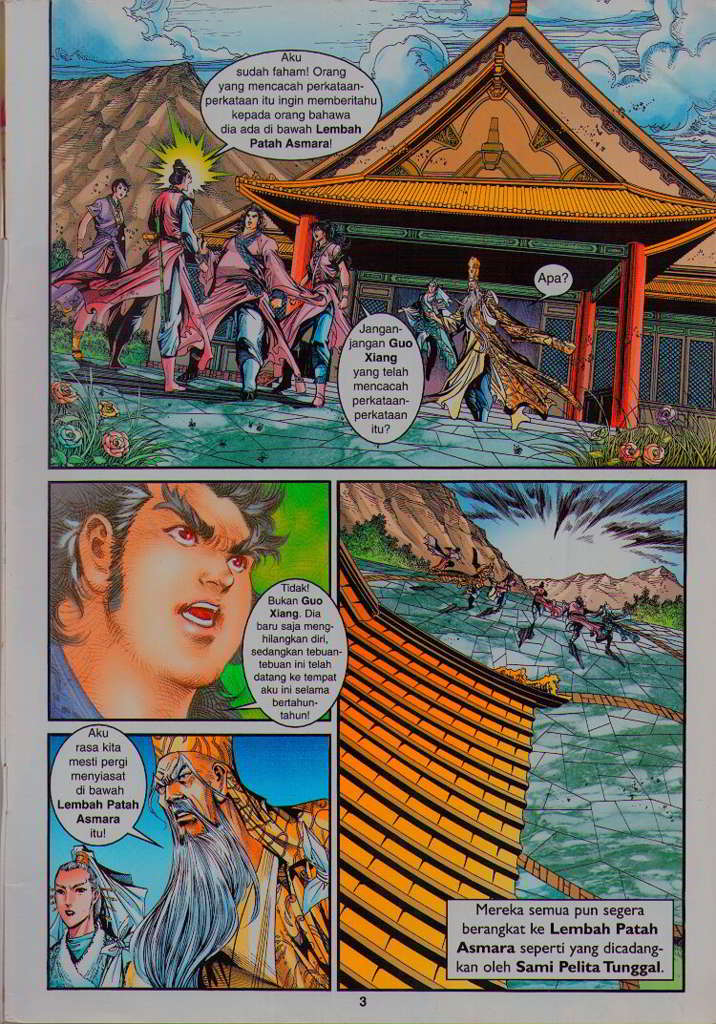 Aku
sudah faham! Orang
yang mencacah perkataan-
perkataan itu ingin memberitahu
kepada orang bahawa
dia ada di bawah Lembah
Patah Asmara!
Apa?
Jangan-
jangan Guo
Xiang
yang telah
mencacah
perkataan-
perkataan
itu?
Tidak!
Bukan Guo
Xiang. Dia
baru saja meng-
hilangkan diri,
sedangkan tebuan-
tebuan ini telah
datang ke tempat
aku ini selama
bertahun-
tahun!
Aku
rasa kita
mesti pergi
menyiasat
di bawah
Lembah Patah
Asmara
itu!
Mereka semua pun segera
berangkat ke Lembah Patah
Asmara seperti yang dicadang-
kan oleh Sami Pelita Tunggal.
3